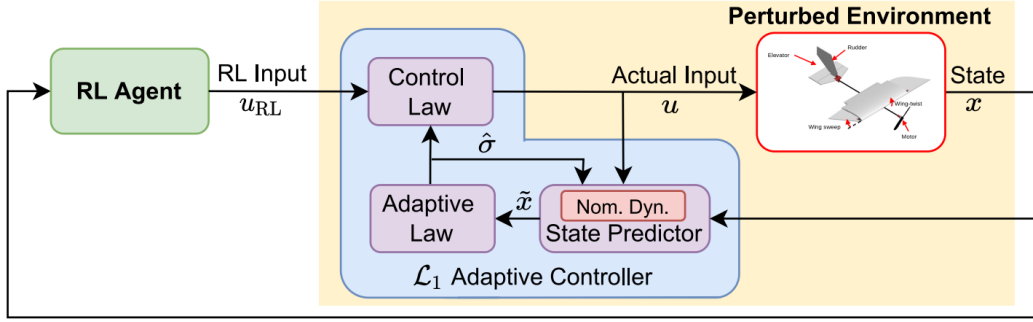 Perturbed Environment
RL Agent
RL Input
u_RL
Control
Law
Actual Input
u
Elevator
Rudder
Wing-twist
Wing sweep
Motor
State
x
σ̂
Adaptive
Law
x̃
Nom. Dyn.
State Predictor
ℒ₁ Adaptive Controller